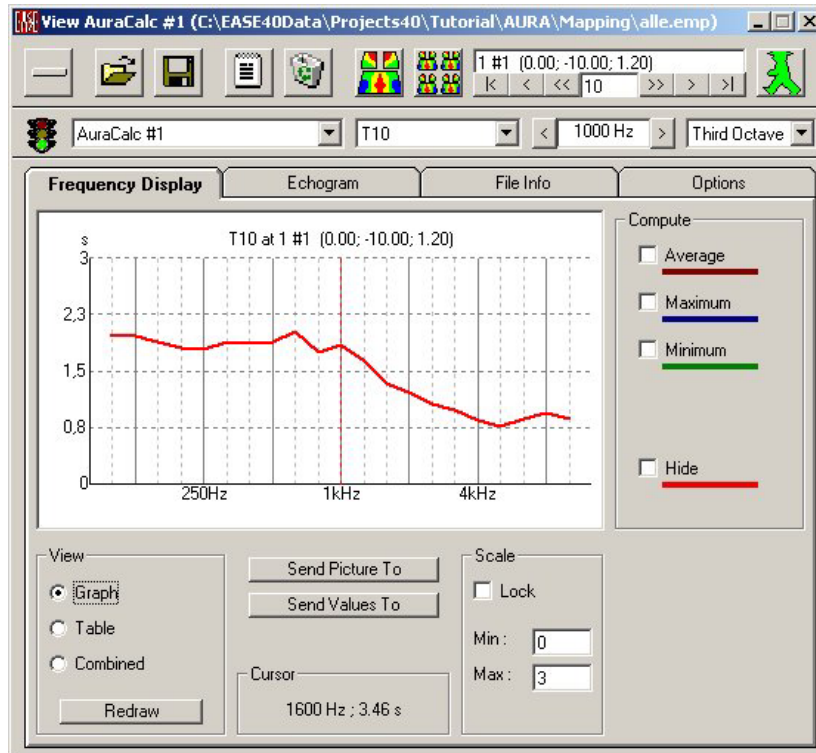 EASE View AuraCalc #1 (C:\EASE40Data\Projects40\Tutorial\AURA\Mapping\alle.emp)
1 #1 (0.00; -10.00; 1.20)
|< < << 10 >> > >|
AuraCalc #1 T10 < 1000 Hz > Third Octave
Frequency Display Echogram File Info Options
T10 at 1 #1 (0.00; -10.00; 1.20)
s
3
2,3
1,5
0,8
0
250Hz 1kHz 4kHz
Compute
Average
Maximum
Minimum
Hide
View
Graph
Table
Combined
Redraw
Send Picture To
Send Values To
Cursor
1600 Hz ; 3.46 s
Scale
Lock
Min : 0
Max : 3